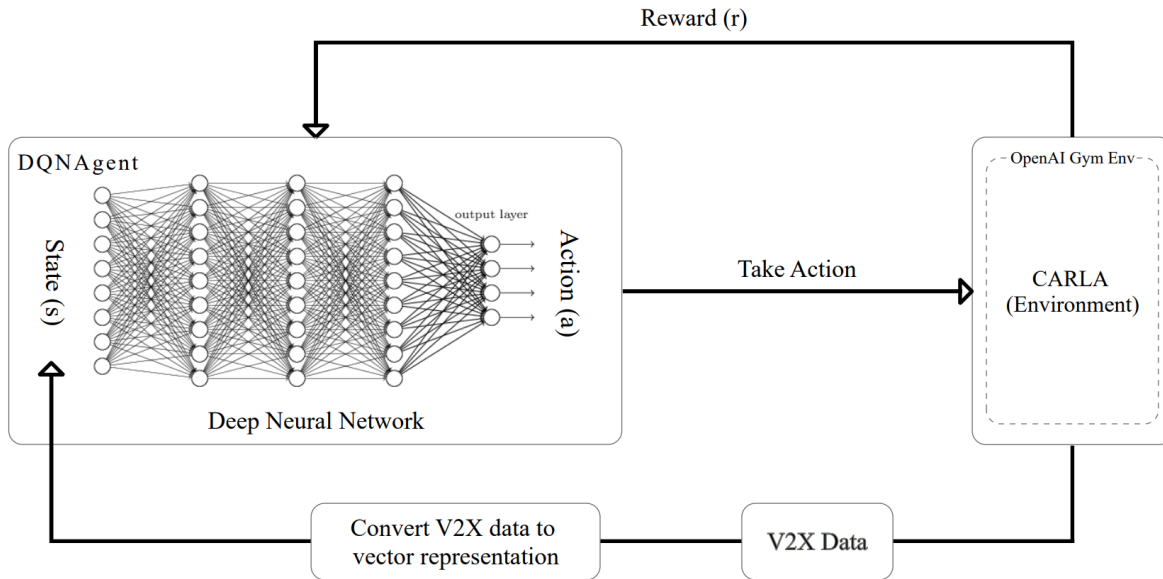 Reward (r)
DQNAgent
OpenAI Gym Env
output layer
State (s)
Action (a)
Take Action
CARLA
(Environment)
Deep Neural Network
Convert V2X data to
vector representation
V2X Data